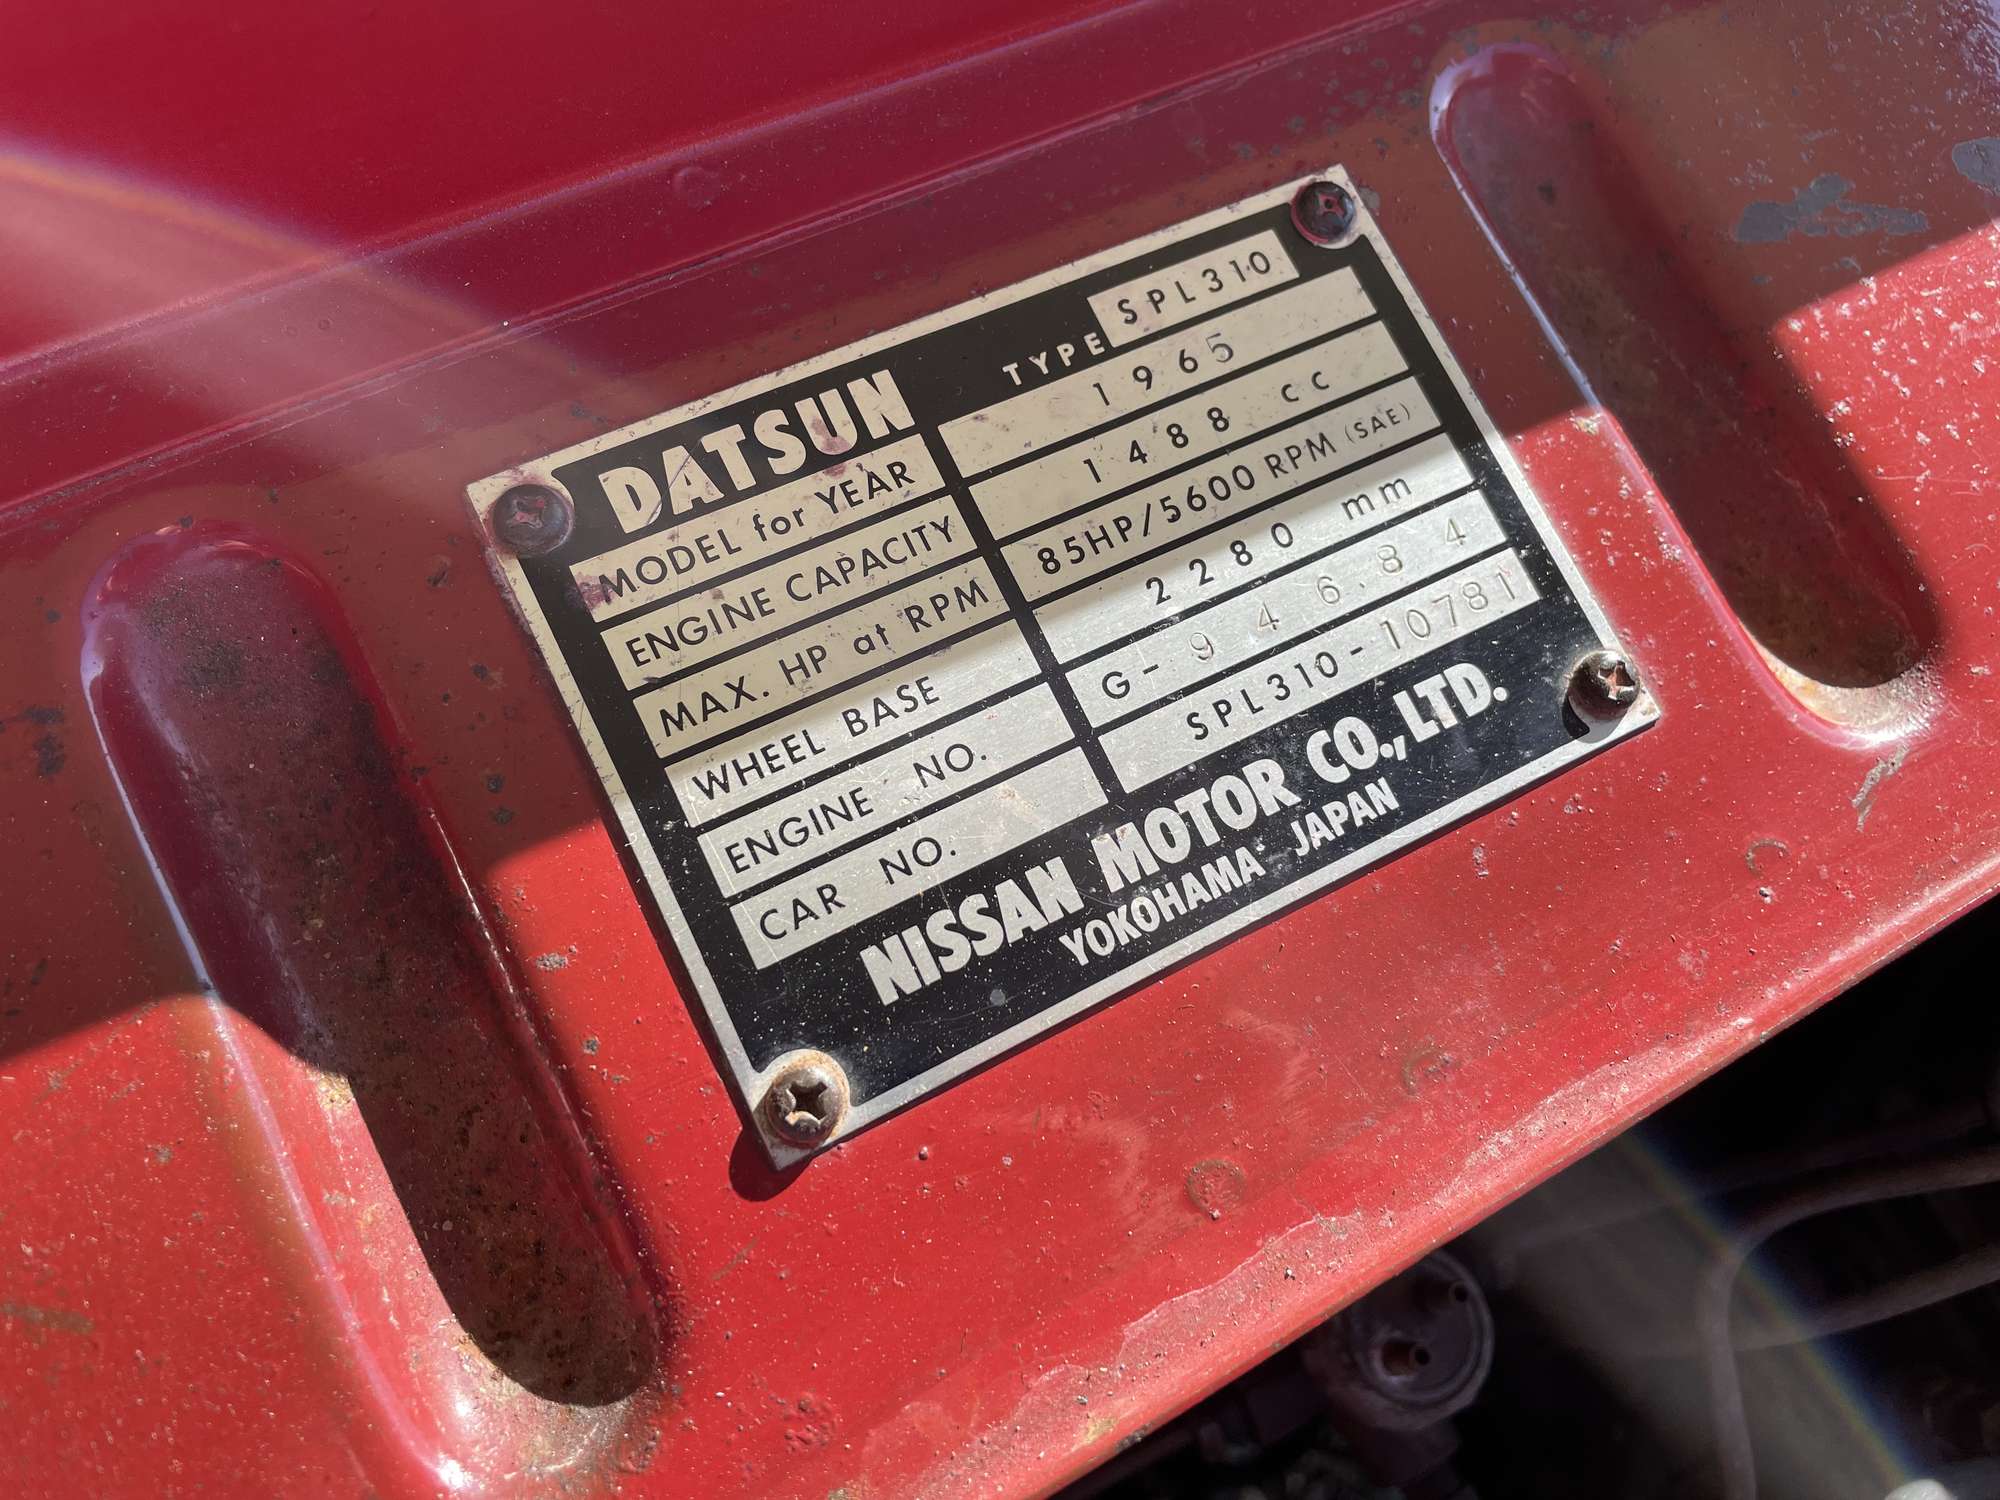 DATSUN TYPE SPL310
MODEL for YEAR 1965
ENGINE CAPACITY 1488 cc
MAX. HP at RPM 85HP/5600 RPM (SAE)
WHEEL BASE 2280 mm
ENGINE NO. G-94684
CAR NO. SPL310-10781
NISSAN MOTOR CO., LTD.
YOKOHAMA JAPAN